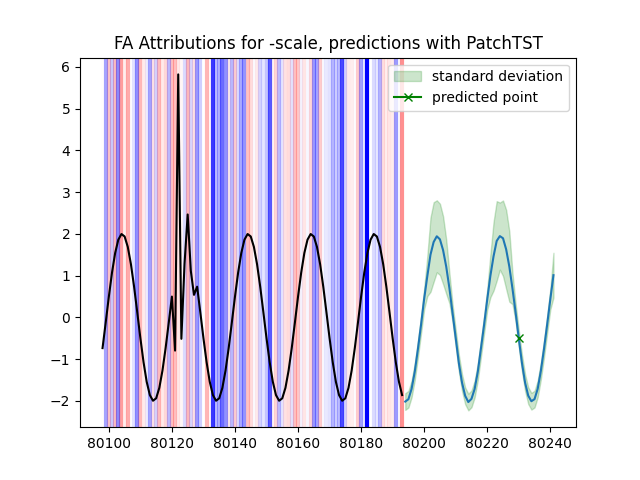 FA Attributions for -scale, predictions with PatchTST
standard deviation
predicted point
6
5
4
3
2
1
0
−1
−2
80100 80120 80140 80160 80180 80200 80220 80240